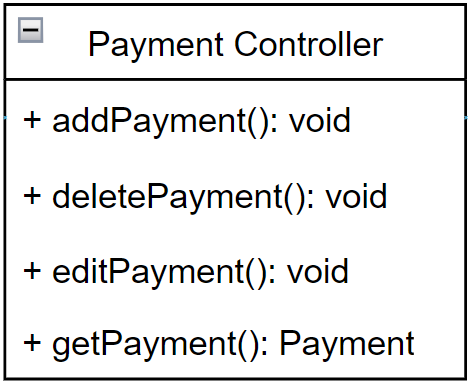 Payment Controller
+ addPayment(): void
+ deletePayment(): void
+ editPayment(): void
+ getPayment(): Payment